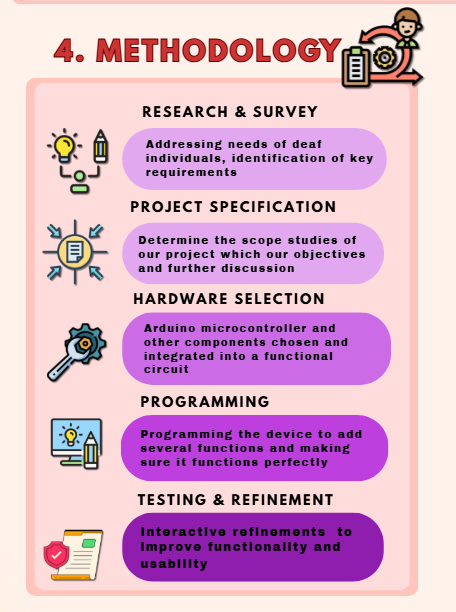 4. METHODOLOGY
RESEARCH & SURVEY
Addressing needs of deaf
individuals, identification of key
requirements
PROJECT SPECIFICATION
Determine the scope studies of
our project which our objectives
and further discussion
HARDWARE SELECTION
Arduino microcontroller and
other components chosen and
integrated into a functional
circuit
PROGRAMMING
Programming the device to add
several functions and making
sure it functions perfectly
TESTING & REFINEMENT
Interactive refinements to
improve functionality and
usability